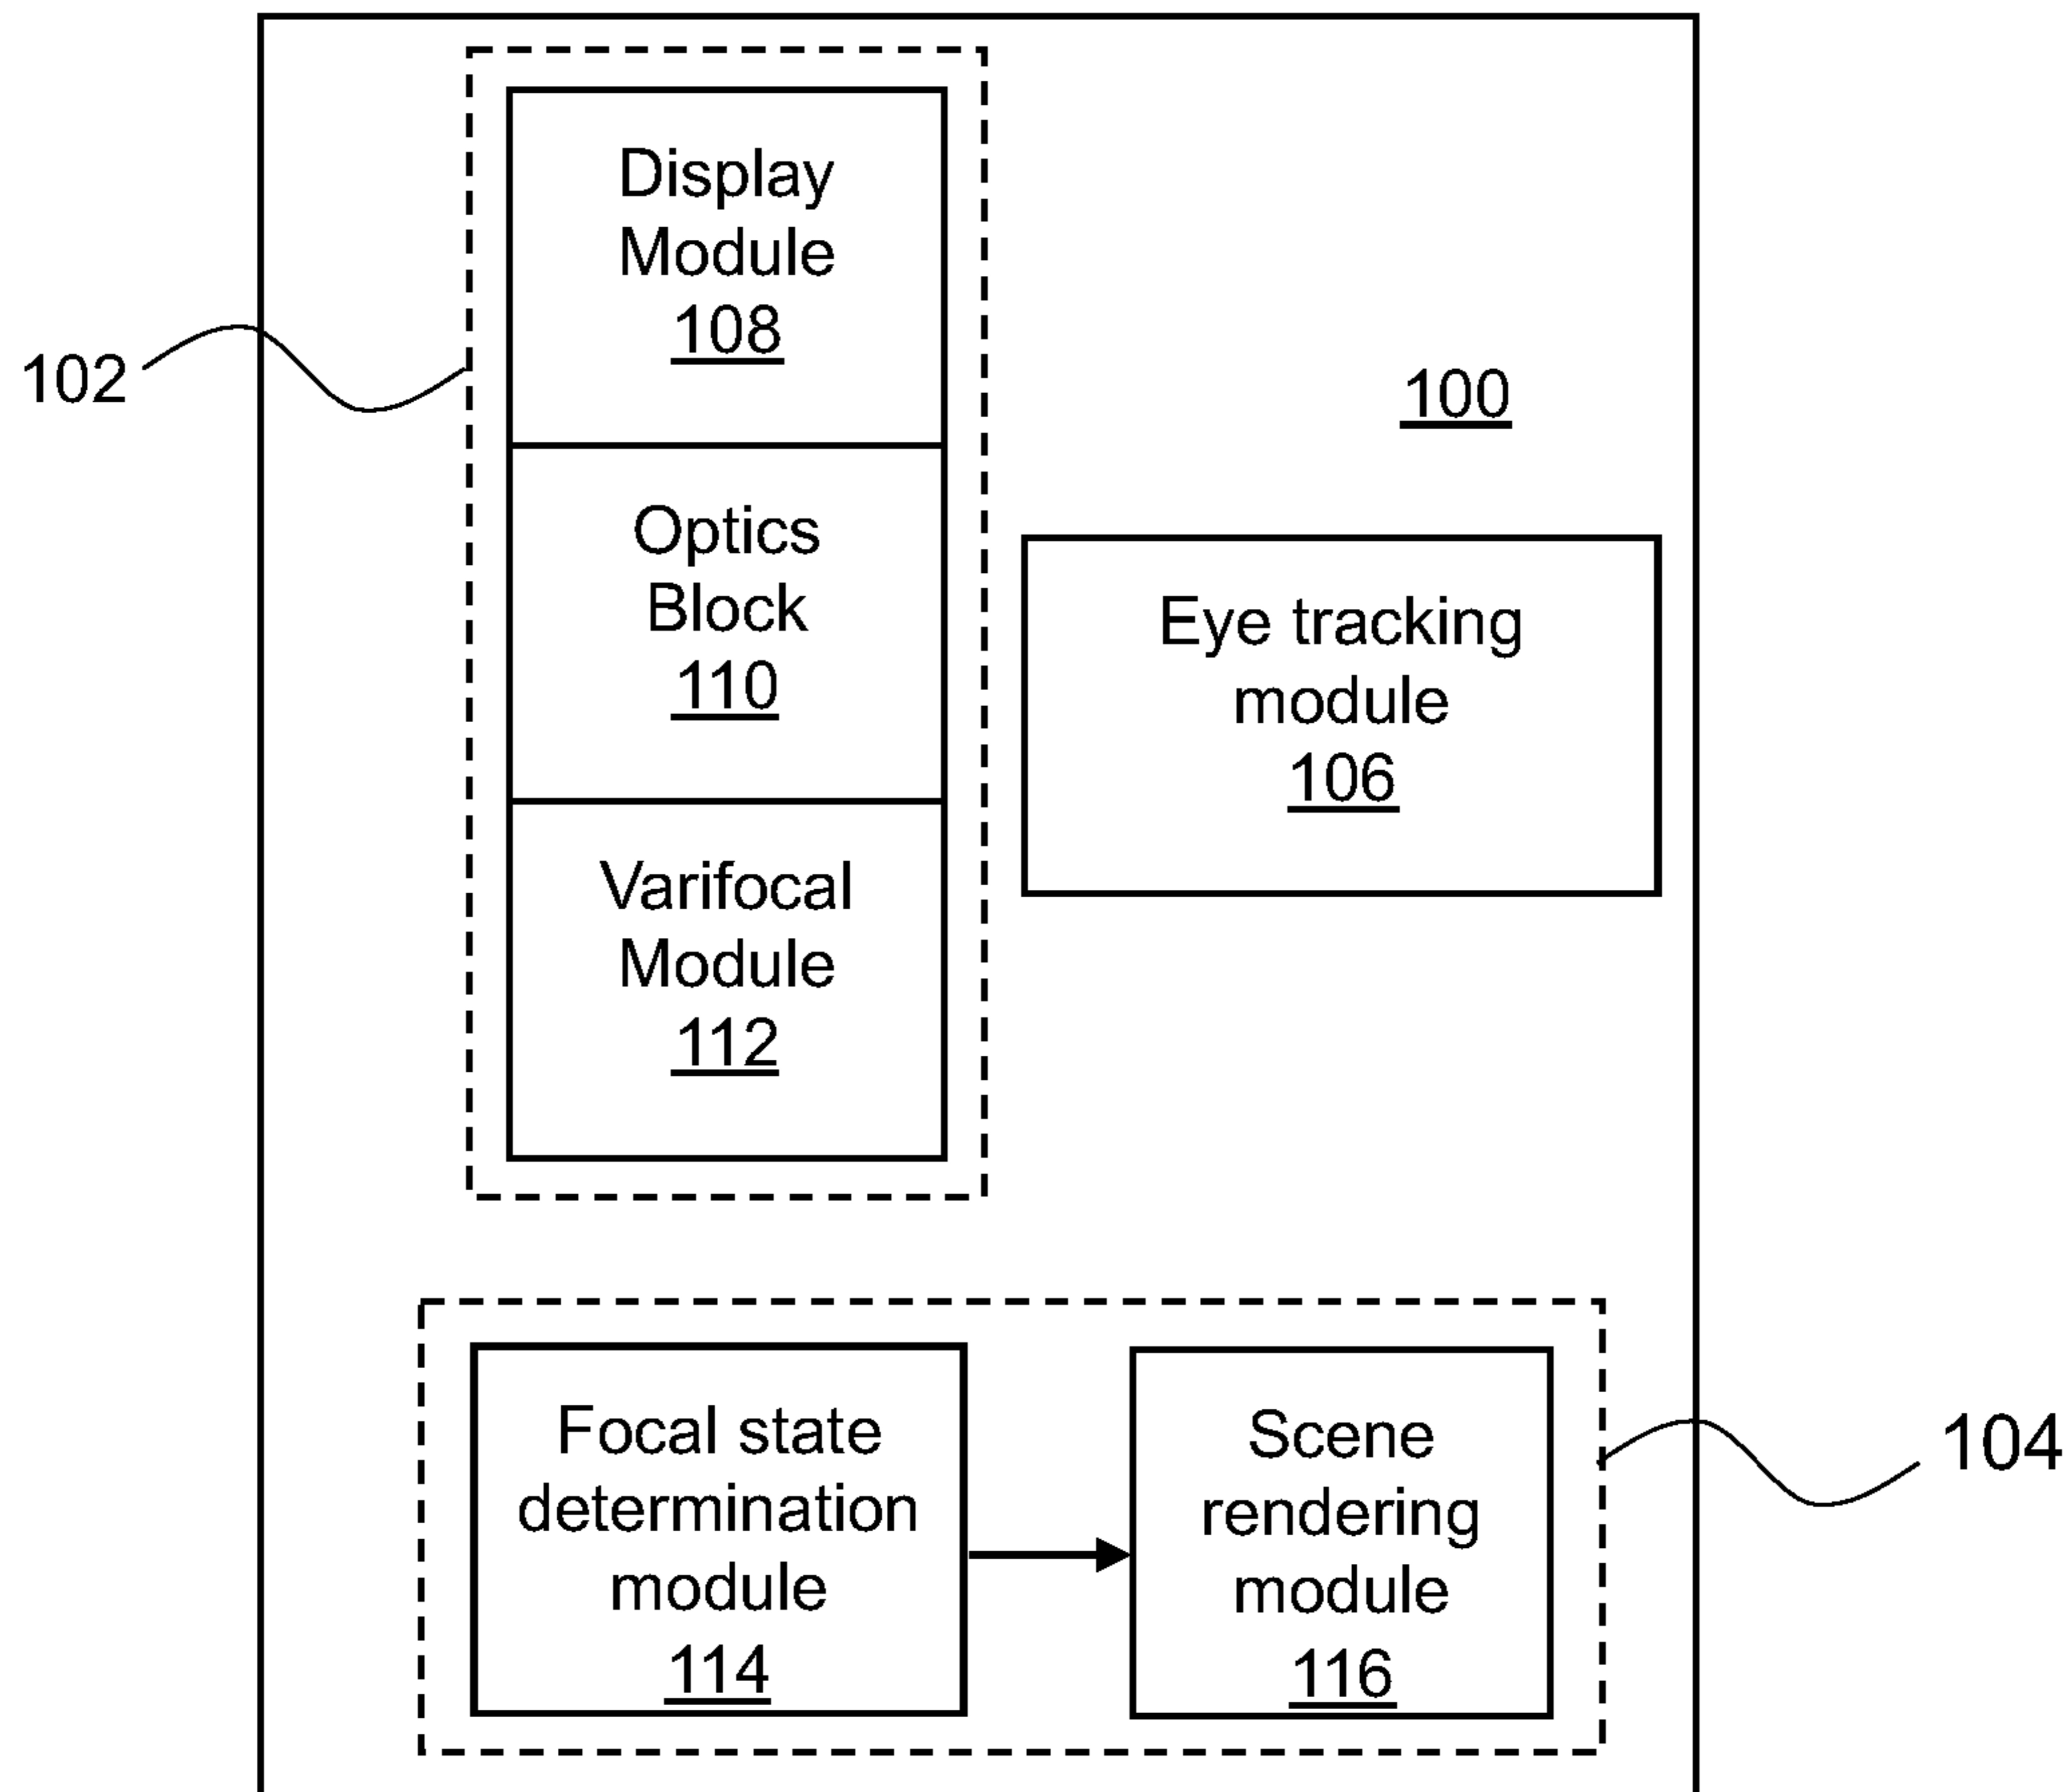 Display
Module
108
102
100
Optics
Block
110
Eye tracking
module
106
Varifocal
Module
112
Focal state
determination
module
114
Scene
rendering
module
116
104